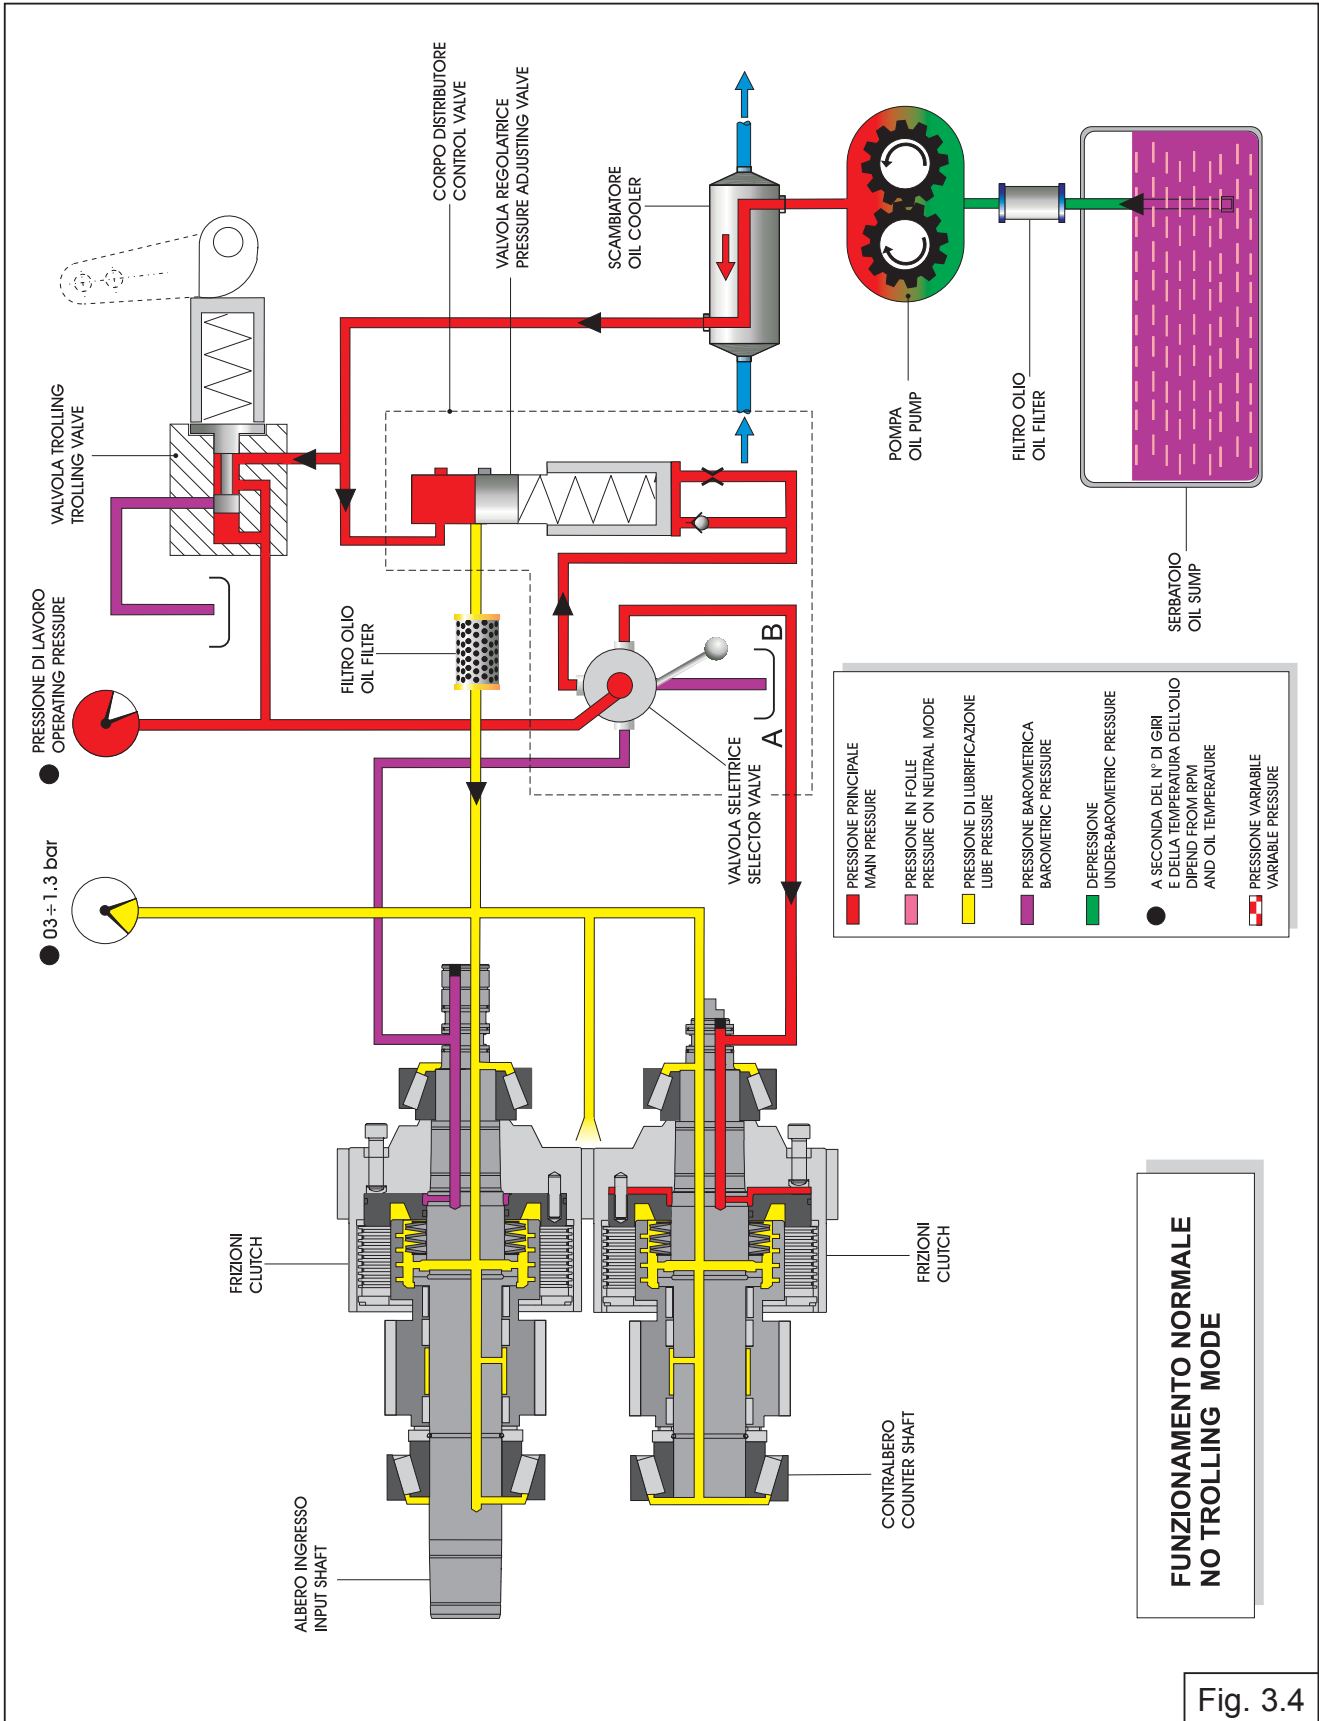 VALVOLA TROLLING
TROLLING VALVE
CORPO DISTRIBUTORE
CONTROL VALVE
VALVOLA REGOLATRICE
PRESSURE ADJUSTING VALVE
SCAMBIATORE
OIL COOLER
POMPA
OIL PUMP
FILTRO OLIO
OIL FILTER
SERBATOIO
OIL SUMP
PRESSIONE DI LAVORO
OPERATING PRESSURE
03÷1.3 bar
FILTRO OLIO
OIL FILTER
A
B
VALVOLA SELETTRICE
SELECTOR VALVE
FRIZIONI
CLUTCH
FRIZIONI
CLUTCH
ALBERO INGRESSO
INPUT SHAFT
CONTRALBERO
COUNTER SHAFT
PRESSIONE PRINCIPALE
MAIN PRESSURE
PRESSIONE IN FOLLE
PRESSURE ON NEUTRAL MODE
PRESSIONE DI LUBRIFICAZIONE
LUBE PRESSURE
PRESSIONE BAROMETRICA
BAROMETRIC PRESSURE
DEPRESSIONE
UNDER-BAROMETRIC PRESSURE
A SECONDA DEL N° DI GIRI
E DELLA TEMPERATURA DELL'OLIO
DIPEND FROM RPM
AND OIL TEMPERATURE
PRESSIONE VARIABILE
VARIABLE PRESSURE
FUNZIONAMENTO NORMALE
NO TROLLING MODE
Fig. 3.4